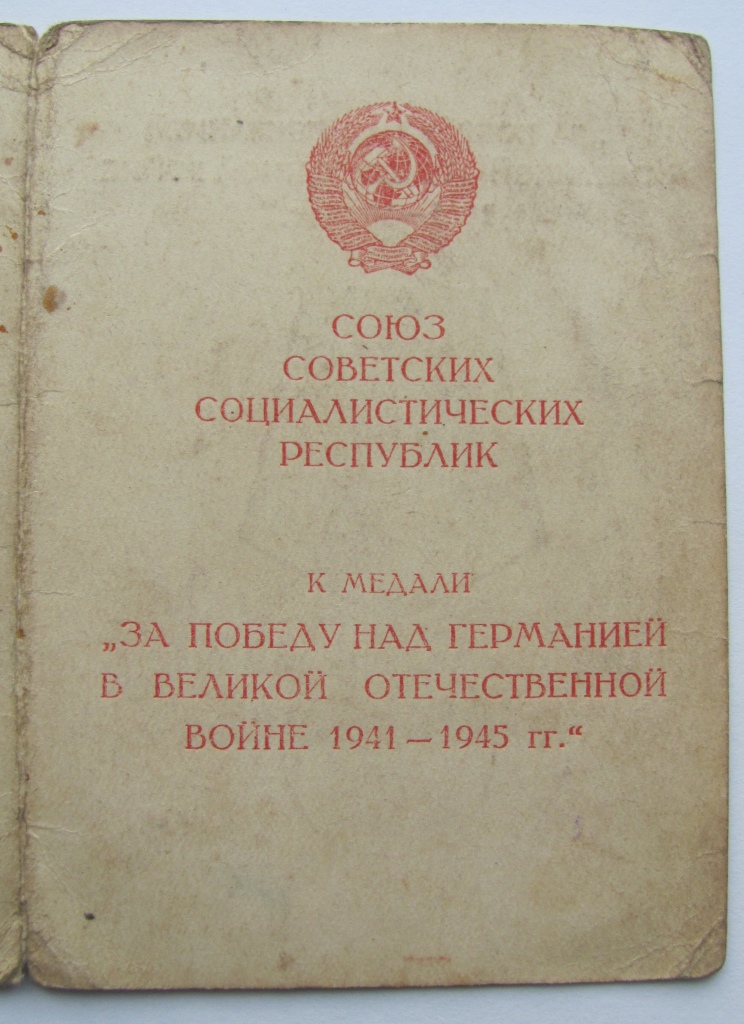 СОЮЗ
СОВЕТСКИХ
СОЦИАЛИСТИЧЕСКИХ
РЕСПУБЛИК
К МЕДАЛИ
„ЗА ПОБЕДУ НАД ГЕРМАНИЕЙ
В ВЕЛИКОЙ ОТЕЧЕСТВЕННОЙ
ВОЙНЕ 1941—1945 гг.“